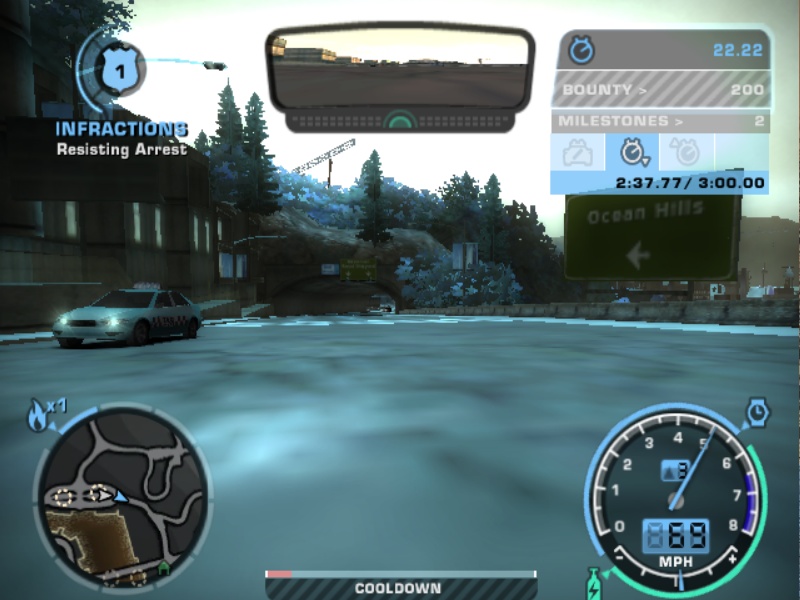 1
INFRACTIONS
Resisting Arrest
22.22
BOUNTY > 200
MILESTONES > 2
2:37.77/ 3:00.00
Ocean Hills
x1
0 1 2 3 4 5 6 7 8
3
69
MPH
COOLDOWN